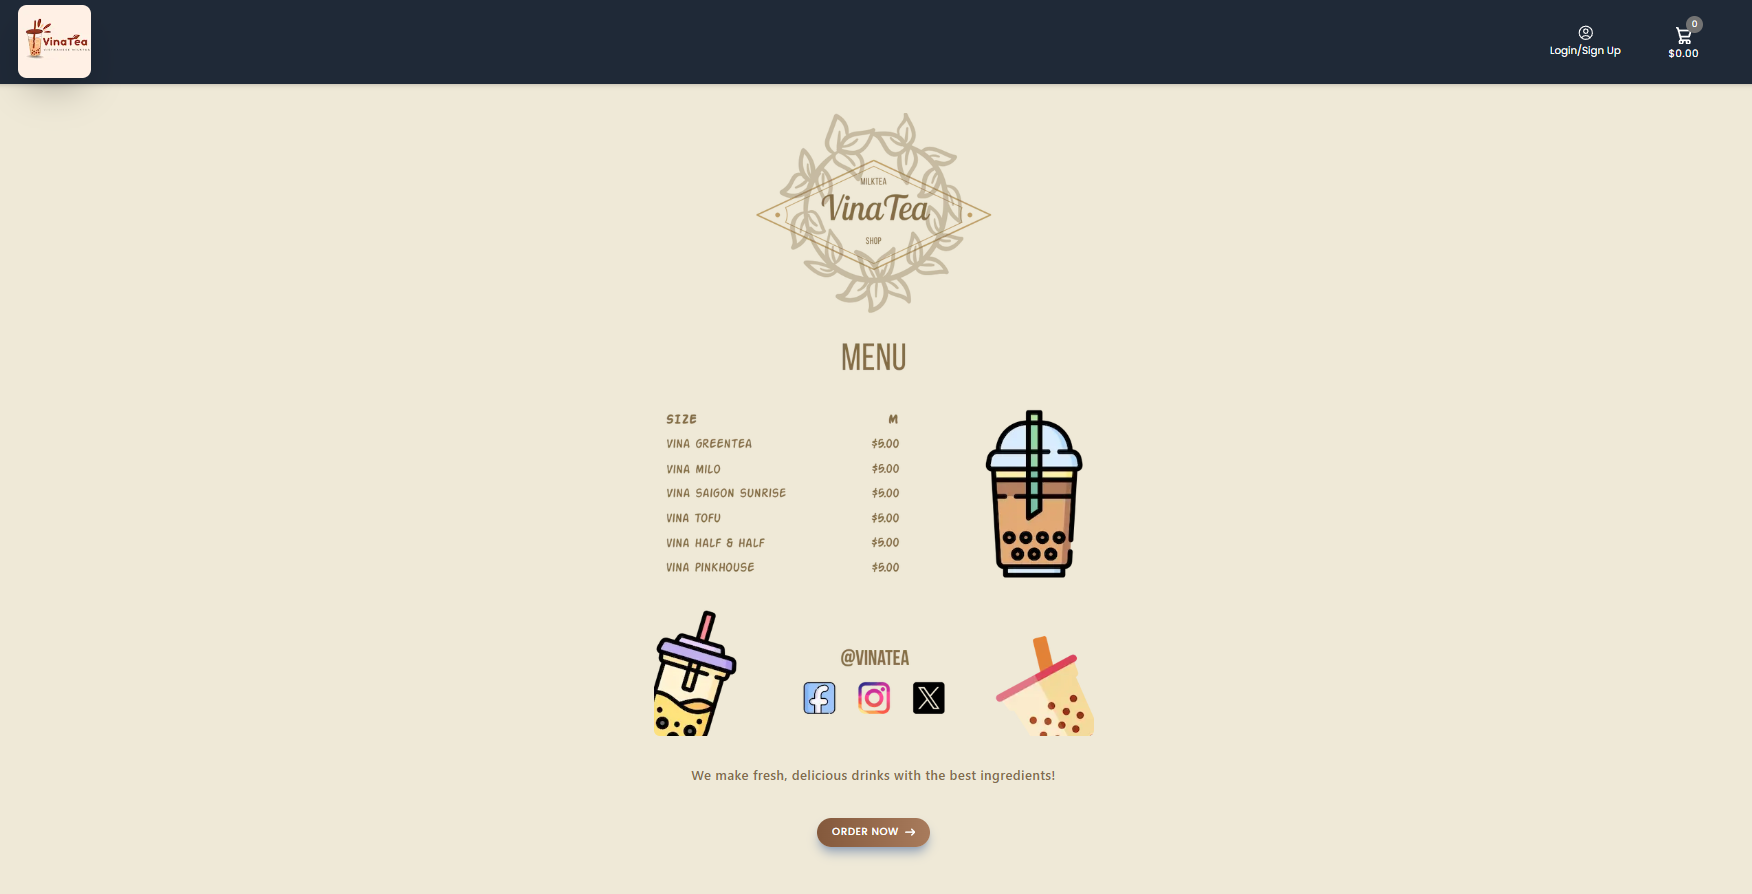 VinaTea
Login/Sign Up
0
$0.00
MILKTEA
VinaTea
SHOP
MENU
SIZE M
VINA GREENTEA $5.00
VINA MILO $5.00
VINA SAIGON SUNRISE $5.00
VINA TOFU $5.00
VINA HALF & HALF $5.00
VINA PINKHOUSE $5.00
@VINATEA
We make fresh, delicious drinks with the best ingredients!
ORDER NOW →